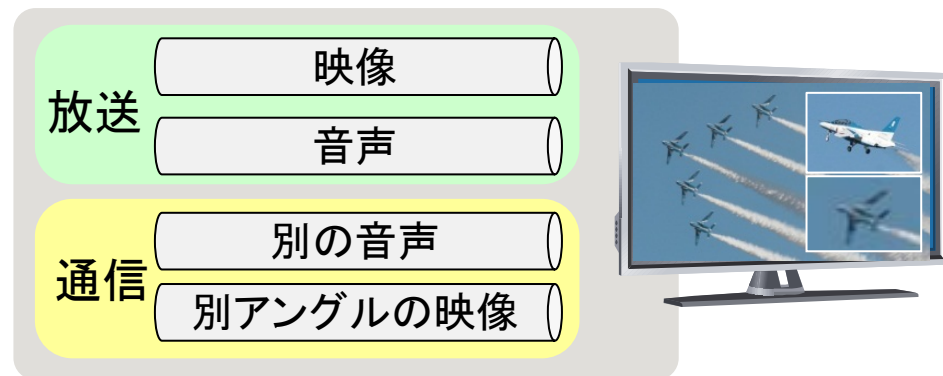 放送
映像
音声
通信
別の音声
別アングルの映像